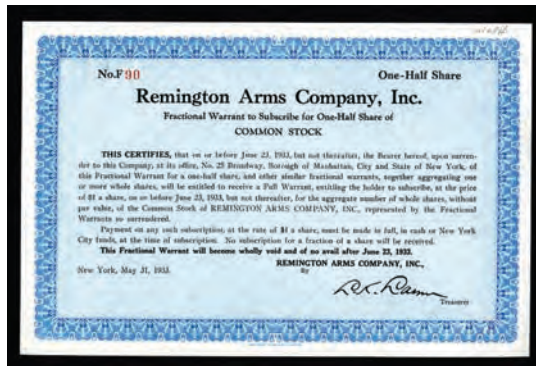 No.F 90 One-Half Share
Remington Arms Company, Inc.
Fractional Warrant to Subscribe for One-Half Share of
COMMON STOCK
THIS CERTIFIES, that on or before June 23, 1933, but not thereafter, the Bearer hereof, upon surren-
der to this Company, at its office, No. 25 Broadway, Borough of Manhattan, City and State of New York, of
this Fractional Warrant for a one-half share, and other similar fractional warrants, together aggregating one
or more whole shares, will be entitled to receive a Full Warrant, entitling the holder to subscribe, at the price
of $1 a share, on or before June 23, 1933, but not thereafter, for the aggregate number of whole shares, without
par value, of the Common Stock of REMINGTON ARMS COMPANY, INC., represented by the Fractional
Warrants so surrendered.
Payment on any such subscription, at the rate of $1 a share, must be made in full, in cash or New York
City funds, at the time of subscription. No subscription for a fraction of a share will be received.
This Fractional Warrant will become wholly void and of no avail after June 23, 1933.
REMINGTON ARMS COMPANY, INC.,
New York, May 31, 1933. By
Treasurer